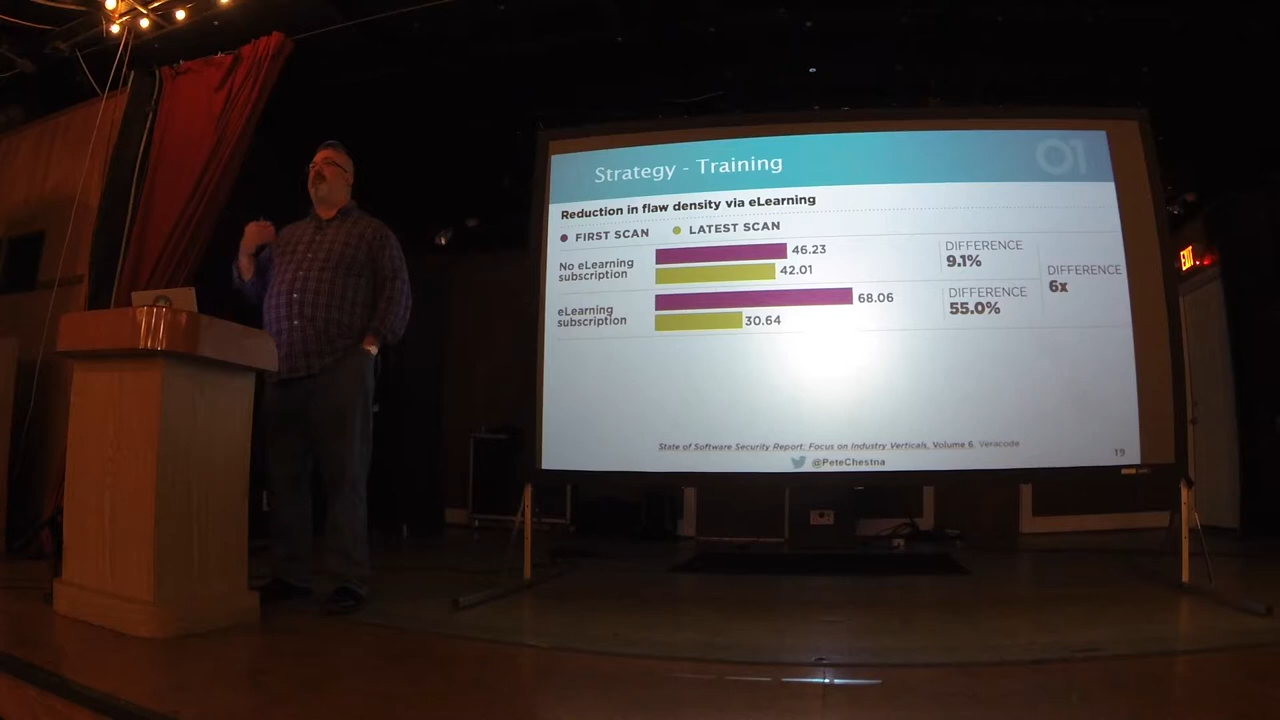 Strategy - Training
01
Reduction in flaw density via eLearning
FIRST SCAN LATEST SCAN
No eLearning subscription 46.23 42.01 DIFFERENCE 9.1%
eLearning subscription 68.06 30.64 DIFFERENCE 55.0%
DIFFERENCE 6x
State of Software Security Report: Focus on Industry Verticals, Volume 6, Veracode
@PeteChestna
19
EXIT